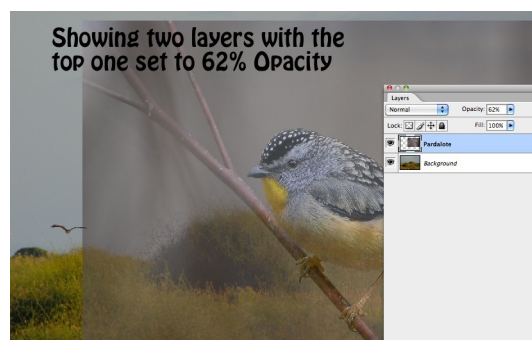 Showing two layers with the
top one set to 62% Opacity
Layers
Normal
Opacity: 62%
Lock:
Fill: 100%
Pardalote
Background